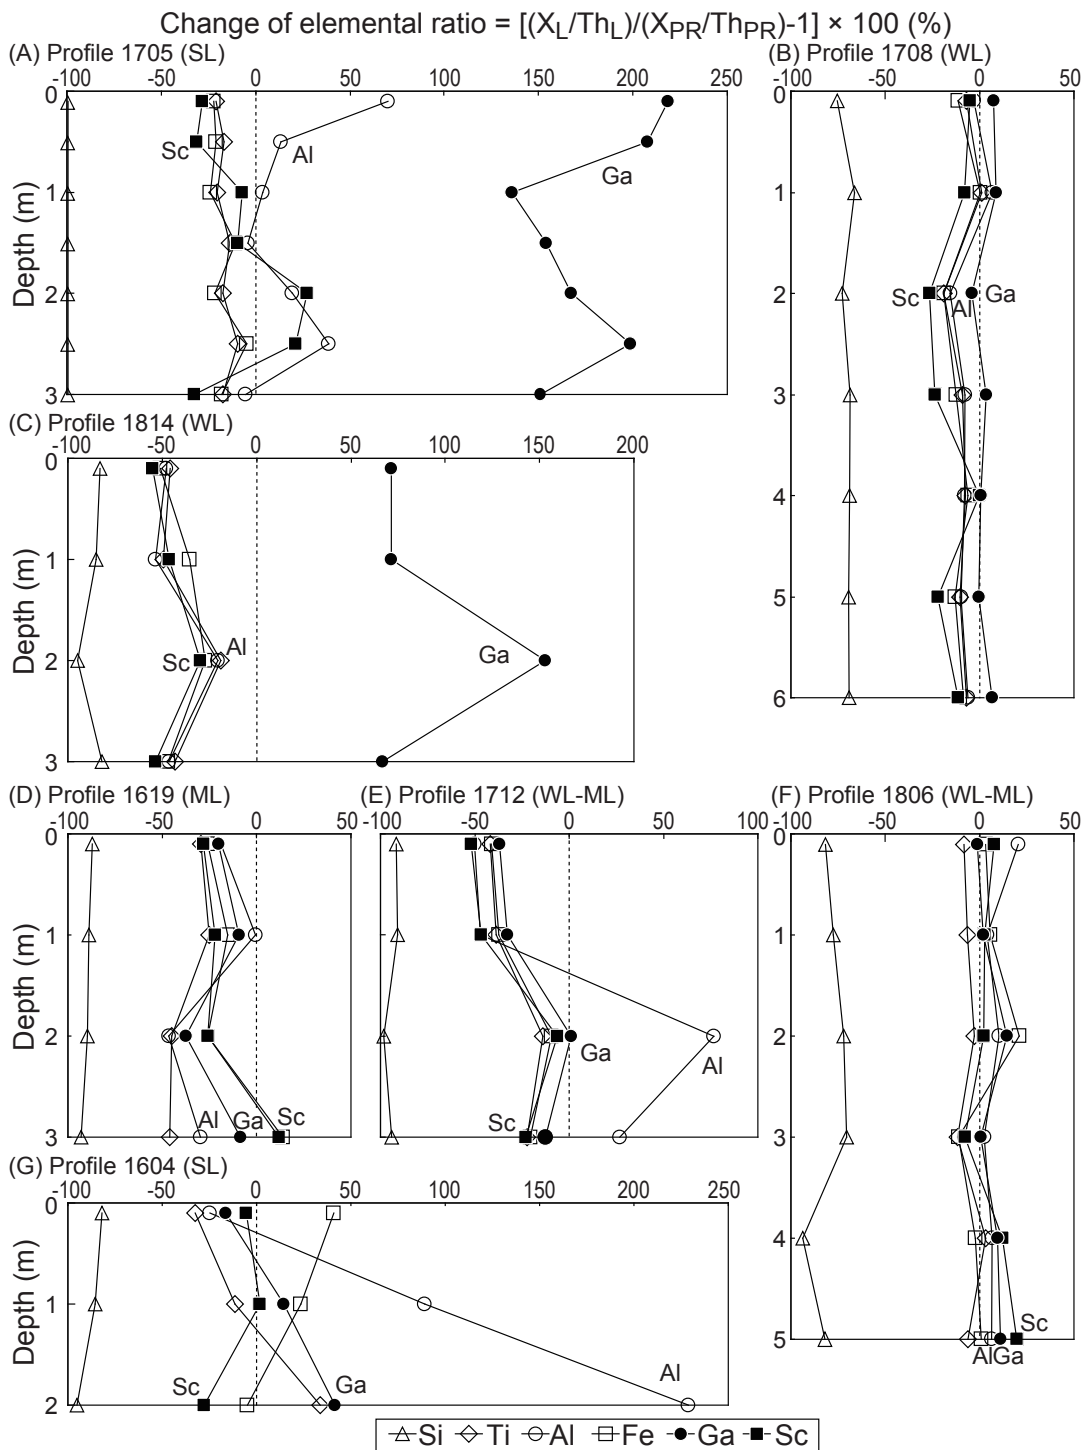 Change of elemental ratio = [(X_L/Th_L)/(X_PR/Th_PR)-1] × 100 (%)
(A) Profile 1705 (SL)
-100 -50 0 50 100 150 200 250
0
1
2
3
Depth (m)
Sc
Al
Ga
(B) Profile 1708 (WL)
-100 -50 0 50
0
1
2
3
4
5
6
Sc
Al
Ga
(C) Profile 1814 (WL)
-100 -50 0 50 100 150 200
0
1
2
3
Depth (m)
Sc
Al
Ga
(D) Profile 1619 (ML)
-100 -50 0 50
0
1
2
3
Depth (m)
Al
Ga
Sc
(E) Profile 1712 (WL-ML)
-100 -50 0 50 100
0
1
2
3
Ga
Al
Sc
(F) Profile 1806 (WL-ML)
-100 -50 0 50
0
1
2
3
4
5
Sc
AlGa
(G) Profile 1604 (SL)
-100 -50 0 50 100 150 200 250
0
1
2
Depth (m)
Sc
Ga
Al
Si Ti Al Fe Ga Sc